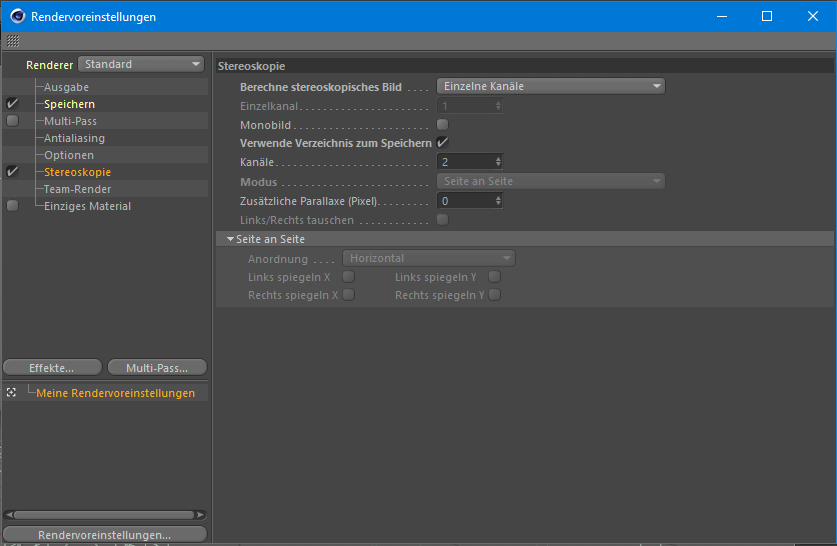 Rendervoreinstellungen
Renderer Standard
Ausgabe
Speichern
Multi-Pass
Antialiasing
Optionen
Stereoskopie
Team-Render
Einziges Material
Effekte... Multi-Pass...
Meine Rendervoreinstellungen
Rendervoreinstellungen...
Stereoskopie
Berechne stereoskopisches Bild .... Einzelne Kanäle
Einzelkanal 1
Monobild
Verwende Verzeichnis zum Speichern
Kanäle 2
Modus Seite an Seite
Zusätzliche Parallaxe (Pixel) 0
Links/Rechts tauschen
Seite an Seite
Anordnung .... Horizontal
Links spiegeln X Links spiegeln Y
Rechts spiegeln X Rechts spiegeln Y